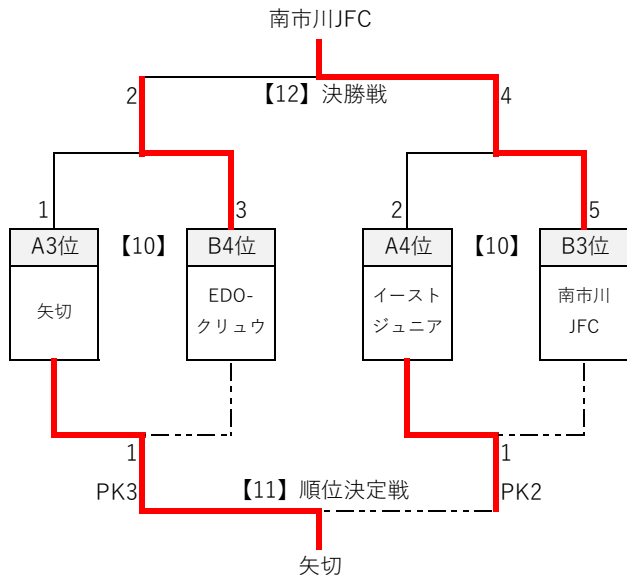 南市川JFC
2 【12】決勝戦 4
1 3 2 5
A3位 【10】 B4位 A4位 【10】 B3位
矢切
EDO-
クリュウ
イースト
ジュニア
南市川
JFC
1 1
PK3 【11】順位決定戦 PK2
矢切